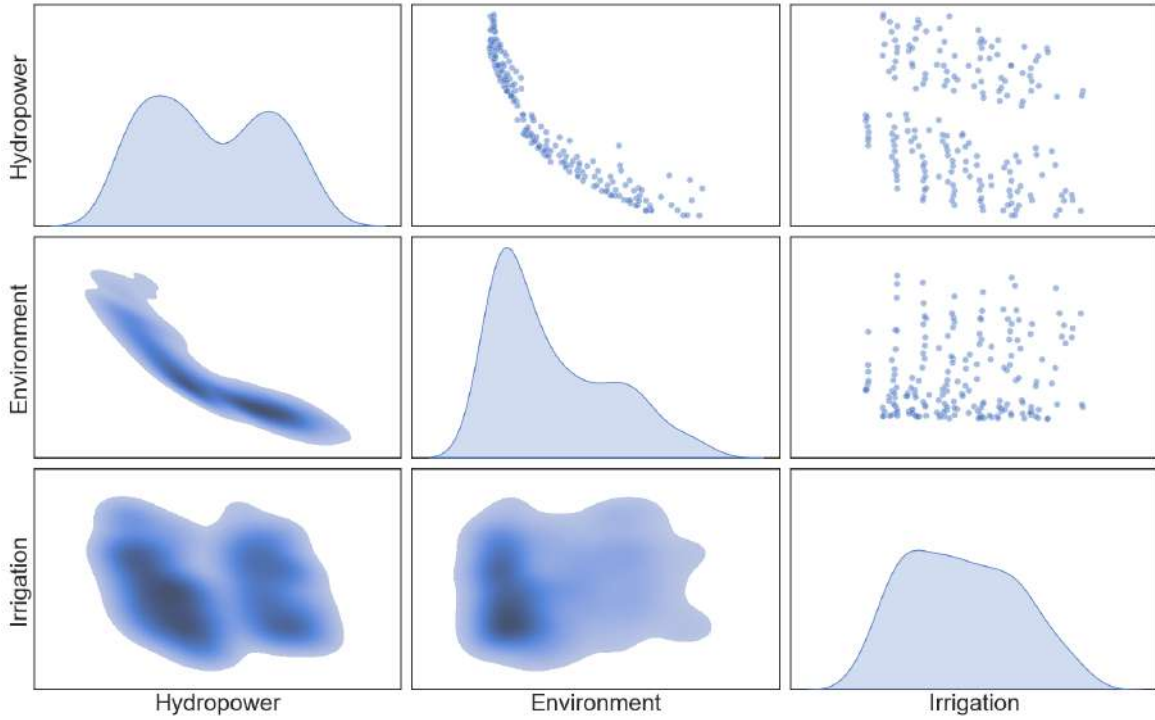 Hydropower
Environment
Irrigation
Hydropower
Environment
Irrigation